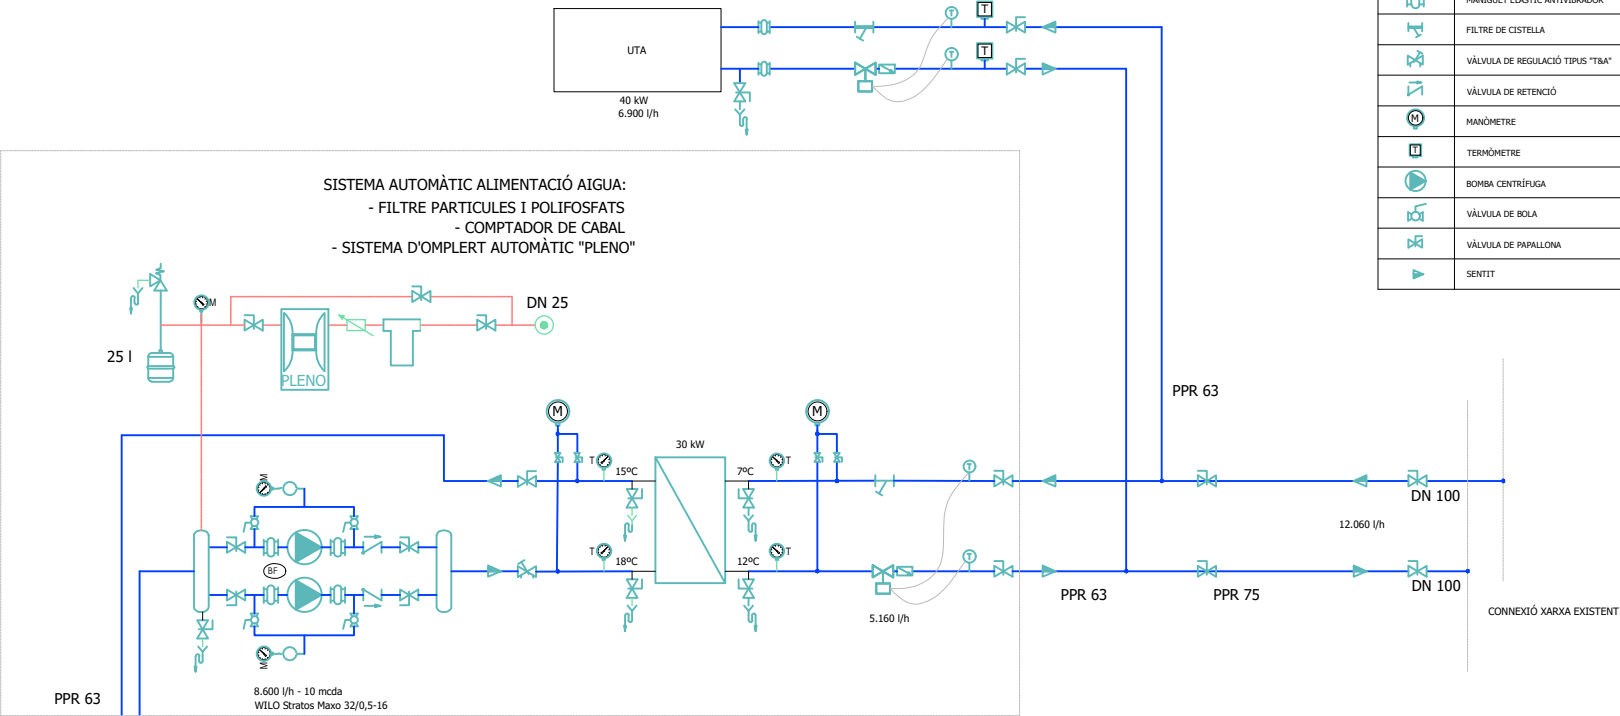 MANIGUET ELÀSTIC ANTIVIBRADOR
FILTRE DE CISTELLA
VÀLVULA DE REGULACIÓ TIPUS "T&A"
VÀLVULA DE RETENCIÓ
M
MANÒMETRE
T
TERMÒMETRE
BOMBA CENTRÍFUGA
VÀLVULA DE BOLA
VÀLVULA DE PAPALLONA
SENTIT
UTA
40 kW
6.900 l/h
T
T
T
T
SISTEMA AUTOMÀTIC ALIMENTACIÓ AIGUA:
- FILTRE PARTICULES I POLIFOSFATS
- COMPTADOR DE CABAL
- SISTEMA D'OMPLERT AUTOMÀTIC "PLENO"
M
DN 25
25 l
PLENO
PPR 63
M
M
30 kW
T
15ºC
7ºC
T
T
DN 100
12.060 l/h
M
BF
T
18ºC
12ºC
T
T
5.160 l/h
PPR 63
PPR 75
DN 100
CONNEXIÓ XARXA EXISTENT
M
PPR 63
8.600 l/h - 10 mcda
WILO Stratos Maxo 32/0,5-16